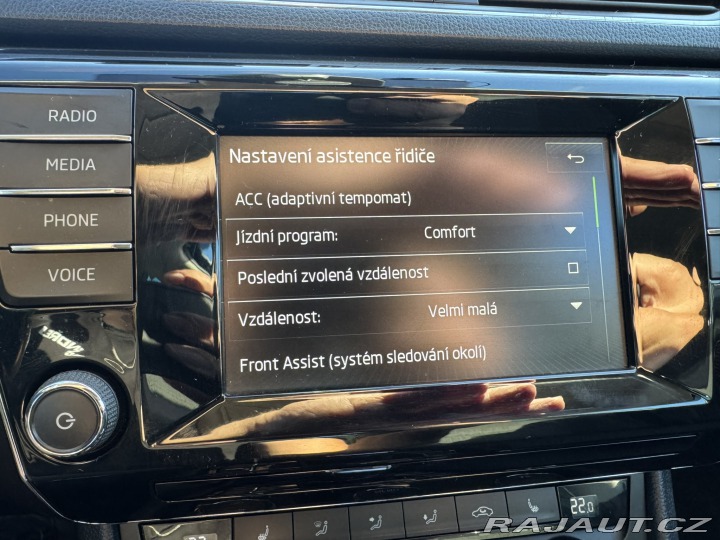 RADIO
MEDIA
PHONE
VOICE
Nastavení asistence řidiče
ACC (adaptivní tempomat)
Jízdní program: Comfort
Poslední zvolená vzdálenost
Vzdálenost: Velmi malá
Front Assist (systém sledování okolí)
22.0
RAJAUT.CZ